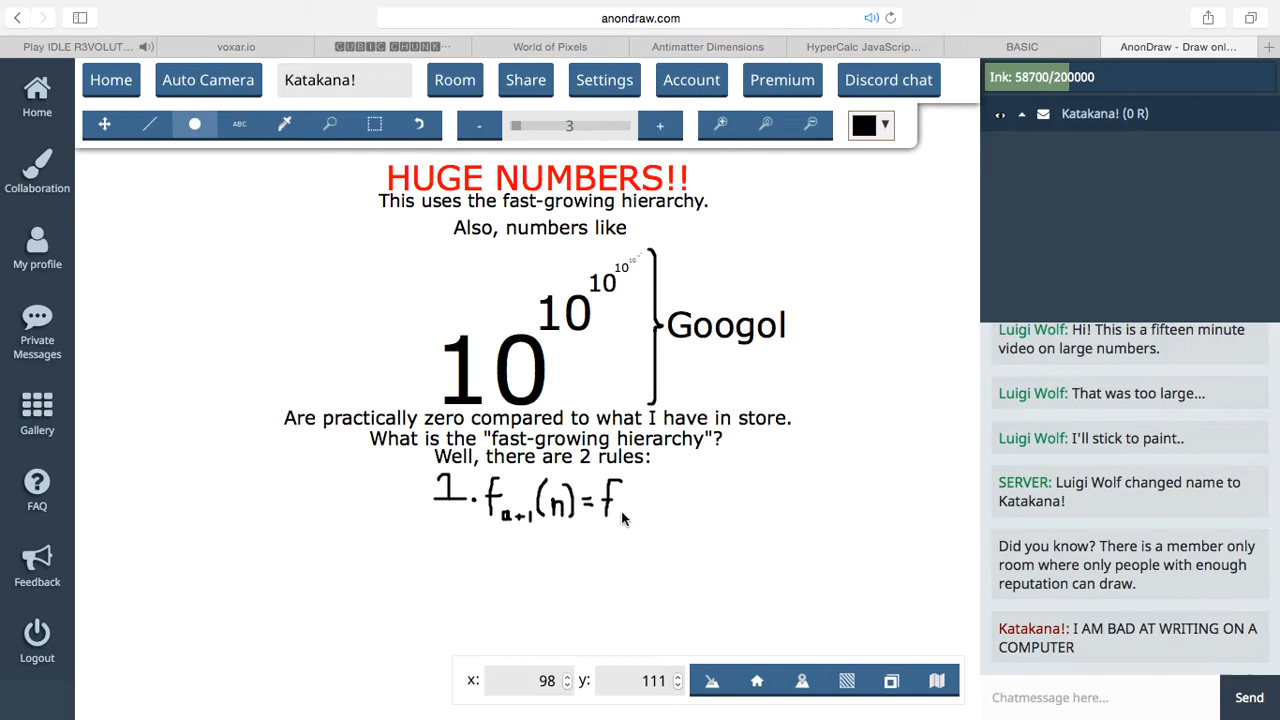 anondraw.com
Play IDLE R3VOLUT...
voxar.io
CUBIC CHUNK...
World of Pixels
Antimatter Dimensions
HyperCalc JavaScrip...
BASIC
AnonDraw - Draw onl...
Home
Auto Camera
Katakana!
Room
Share
Settings
Account
Premium
Discord chat
Ink: 58700/200000
Katakana! (0 R)
ABC
- 3 +
Home
Collaboration
My profile
Private
Messages
Gallery
FAQ
Feedback
Logout
HUGE NUMBERS!!
This uses the fast-growing hierarchy.
Also, numbers like
10^10^10^10^10... } Googol
Are practically zero compared to what I have in store.
What is the "fast-growing hierarchy"?
Well, there are 2 rules:
1. f_a+1(n)=f
x: 98 y: 111
Luigi Wolf: Hi! This is a fifteen minute
video on large numbers.
Luigi Wolf: That was too large...
Luigi Wolf: I'll stick to paint..
SERVER: Luigi Wolf changed name to
Katakana!
Did you know? There is a member only
room where only people with enough
reputation can draw.
Katakana!: I AM BAD AT WRITING ON A
COMPUTER
Chatmessage here...
Send